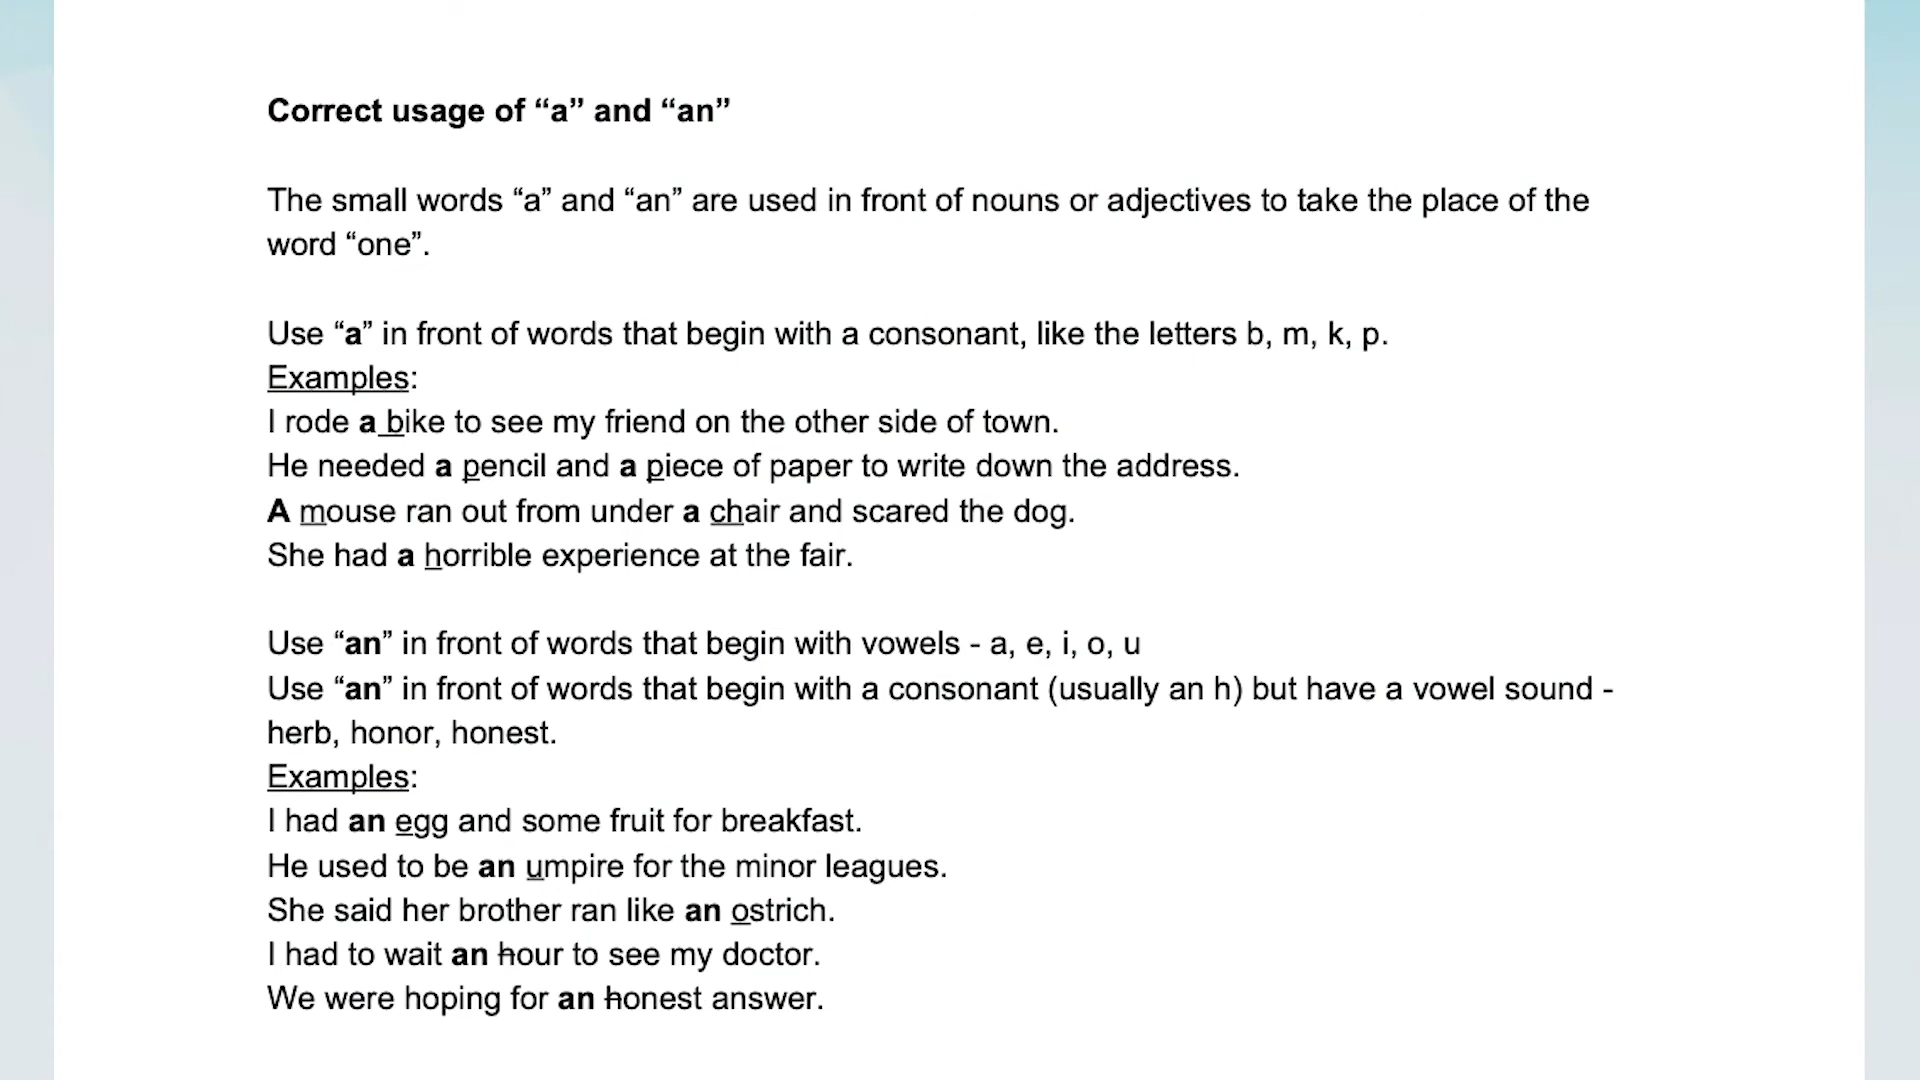 Correct usage of “a” and “an”
The small words “a” and “an” are used in front of nouns or adjectives to take the place of the
word “one”.
Use “a” in front of words that begin with a consonant, like the letters b, m, k, p.
Examples:
I rode a bike to see my friend on the other side of town.
He needed a pencil and a piece of paper to write down the address.
A mouse ran out from under a chair and scared the dog.
She had a horrible experience at the fair.
Use “an” in front of words that begin with vowels - a, e, i, o, u
Use “an” in front of words that begin with a consonant (usually an h) but have a vowel sound -
herb, honor, honest.
Examples:
I had an egg and some fruit for breakfast.
He used to be an umpire for the minor leagues.
She said her brother ran like an ostrich.
I had to wait an hour to see my doctor.
We were hoping for an honest answer.